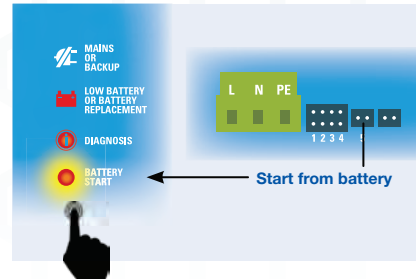 MAINS
OR
BACKUP
LOW BATTERY
OR BATTERY
REPLACEMENT
DIAGNOSIS
BATTERY
START
L N PE
1 2 3 4 5
Start from battery